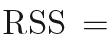 RSS =